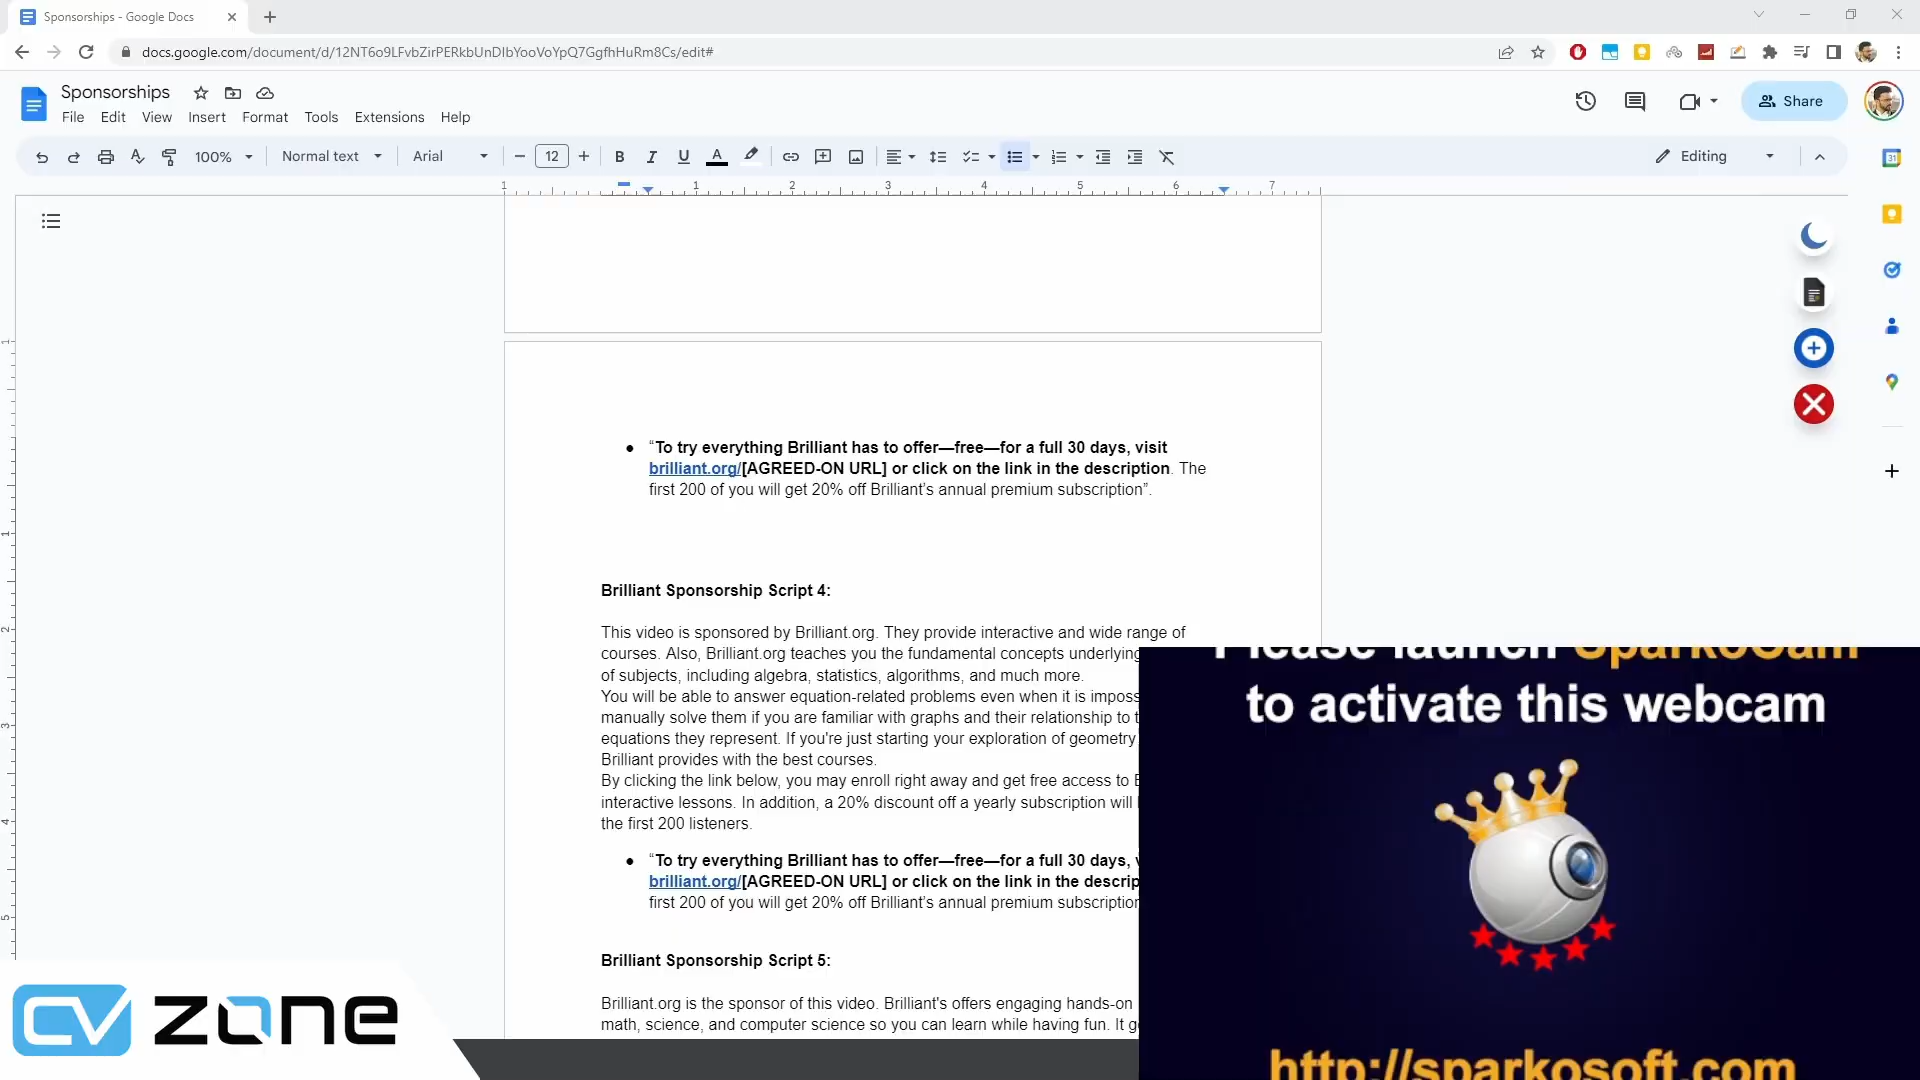 Sponsorships - Google Docs
docs.google.com/document/d/12NT6o9LFvbZirPERkbUnDIbYooVoYpQ7GgfhHuRm8Cs/edit#
Sponsorships
File Edit View Insert Format Tools Extensions Help
Share
100% Normal text Arial 12 Editing
1 1 2 3 4 5 6 7
“To try everything Brilliant has to offer—free—for a full 30 days, visit
brilliant.org/[AGREED-ON URL] or click on the link in the description. The
first 200 of you will get 20% off Brilliant’s annual premium subscription”.
Brilliant Sponsorship Script 4:
This video is sponsored by Brilliant.org. They provide interactive and wide range of
courses. Also, Brilliant.org teaches you the fundamental concepts underlying
of subjects, including algebra, statistics, algorithms, and much more.
You will be able to answer equation-related problems even when it is
manually solve them if you are familiar with graphs and their relationship to
equations they represent. If you're just starting your exploration of geometry
Brilliant provides with the best courses.
By clicking the link below, you may enroll right away and get free access to
interactive lessons. In addition, a 20% discount off a yearly subscription will
the first 200 listeners.
“To try everything Brilliant has to offer—free—for a full 30 days,
brilliant.org/[AGREED-ON URL] or click on the link in the
first 200 of you will get 20% off Brilliant’s annual premium subscription
Brilliant Sponsorship Script 5:
Brilliant.org is the sponsor of this video. Brilliant's offers engaging hands-on
math, science, and computer science so you can learn while having fun. It
Please launch SparkoCam
to activate this webcam
http://sparkosoft.com
CV zone